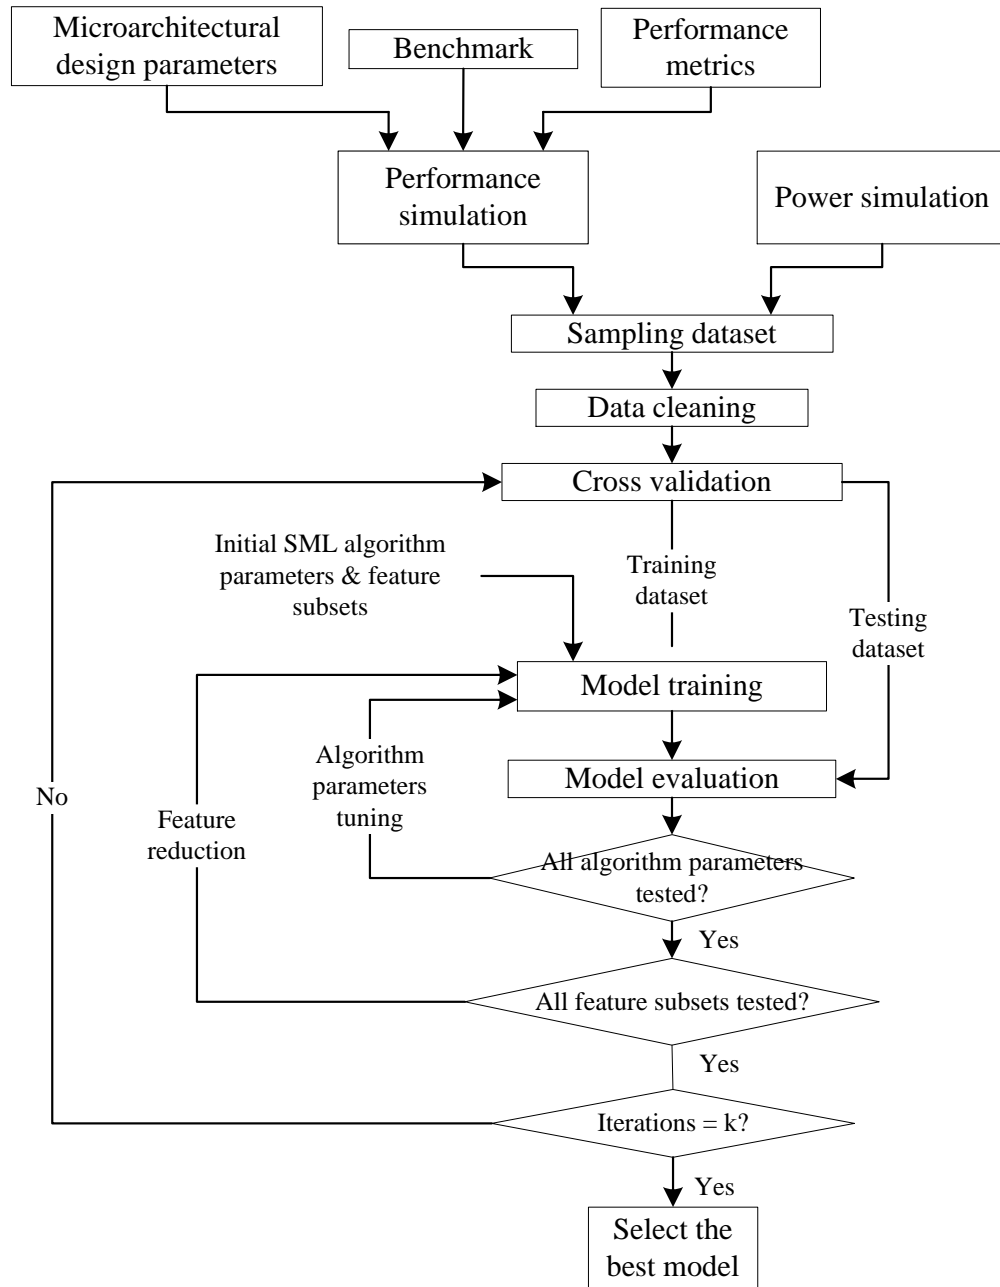 Microarchitectural
design parameters
Benchmark
Performance
metrics
Performance
simulation
Power simulation
Sampling dataset
Data cleaning
Cross validation
Initial SML algorithm
parameters & feature
subsets
Training
dataset
Testing
dataset
Model training
Algorithm
parameters
tuning
Model evaluation
No
Feature
reduction
All algorithm parameters
tested?
Yes
All feature subsets tested?
Yes
Iterations = k?
Yes
Select the
best model